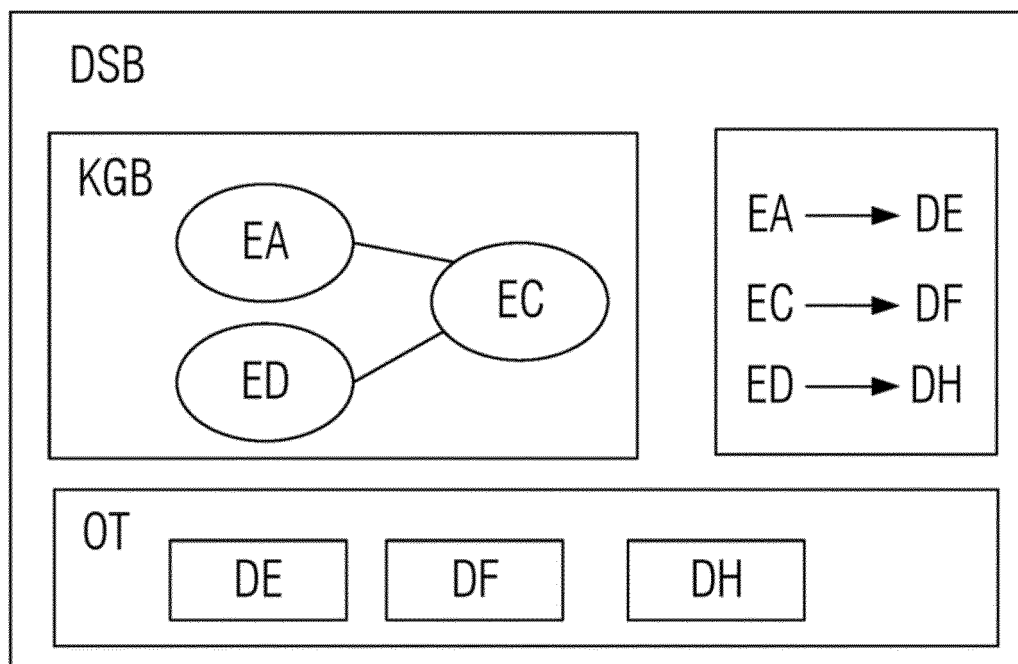 DSB
KGB
EA
EC
ED
EA → DE
EC → DF
ED → DH
OT
DE DF DH